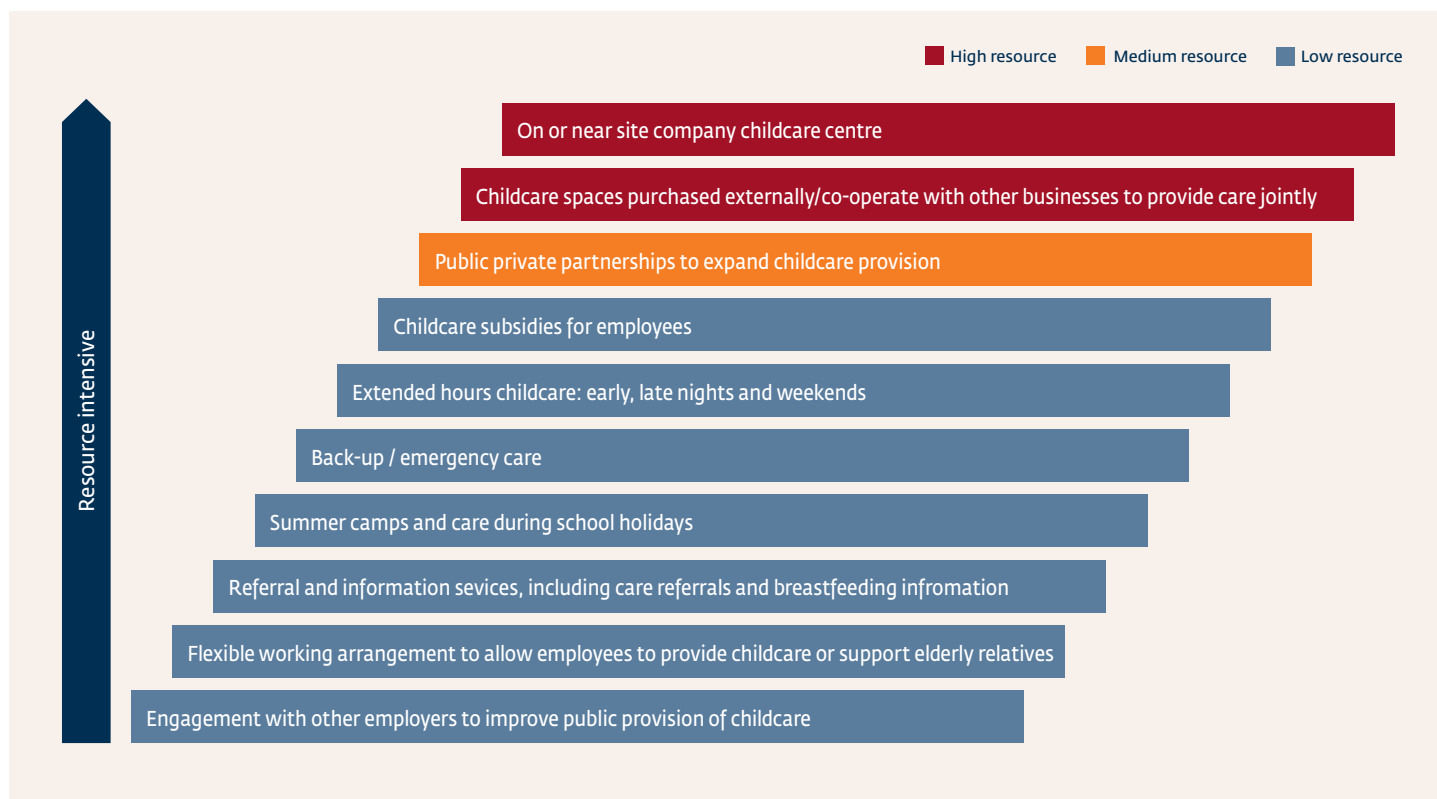 High resource
Medium resource
Low resource
On or near site company childcare centre
Childcare spaces purchased externally/co-operate with other businesses to provide care jointly
Public private partnerships to expand childcare provision
Childcare subsidies for employees
Extended hours childcare: early, late nights and weekends
Back-up / emergency care
Summer camps and care during school holidays
Referral and information sevices, including care referrals and breastfeeding infromation
Flexible working arrangement to allow employees to provide childcare or support elderly relatives
Engagement with other employers to improve public provision of childcare
Resource intensive